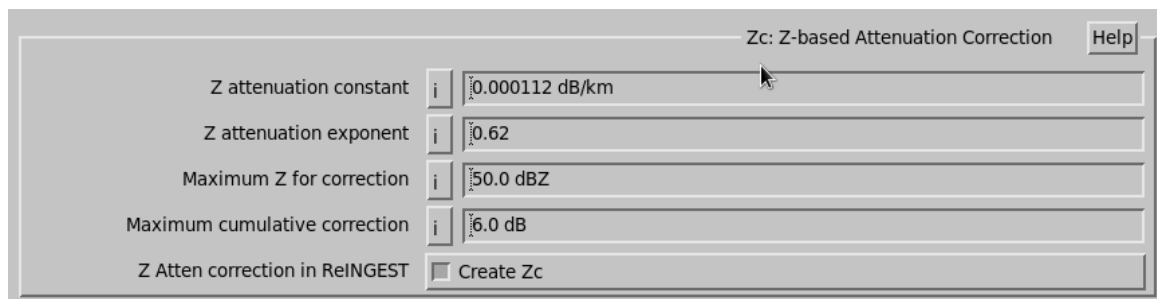 Zc: Z-based Attenuation Correction Help
Z attenuation constant i 0.000112 dB/km
Z attenuation exponent i 0.62
Maximum Z for correction i 50.0 dBZ
Maximum cumulative correction i 6.0 dB
Z Atten correction in ReINGEST Create Zc